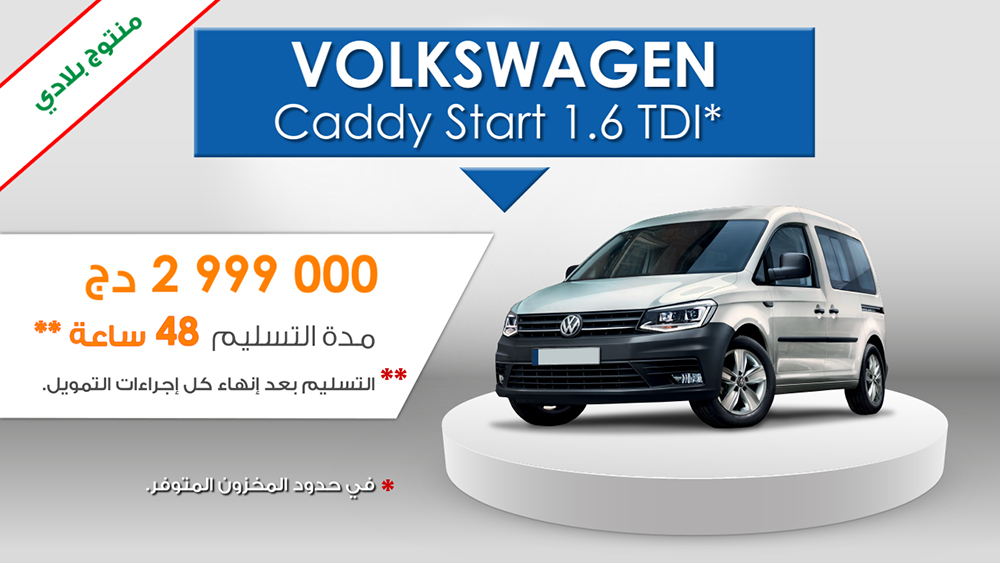 منتوج بلادي
VOLKSWAGEN
Caddy Start 1.6 TDI*
2 999 000 دج
مدة التسليم 48 ساعة **
** التسليم بعد إنهاء كل إجراءات التمويل.
* في حدود المخزون المتوفر.